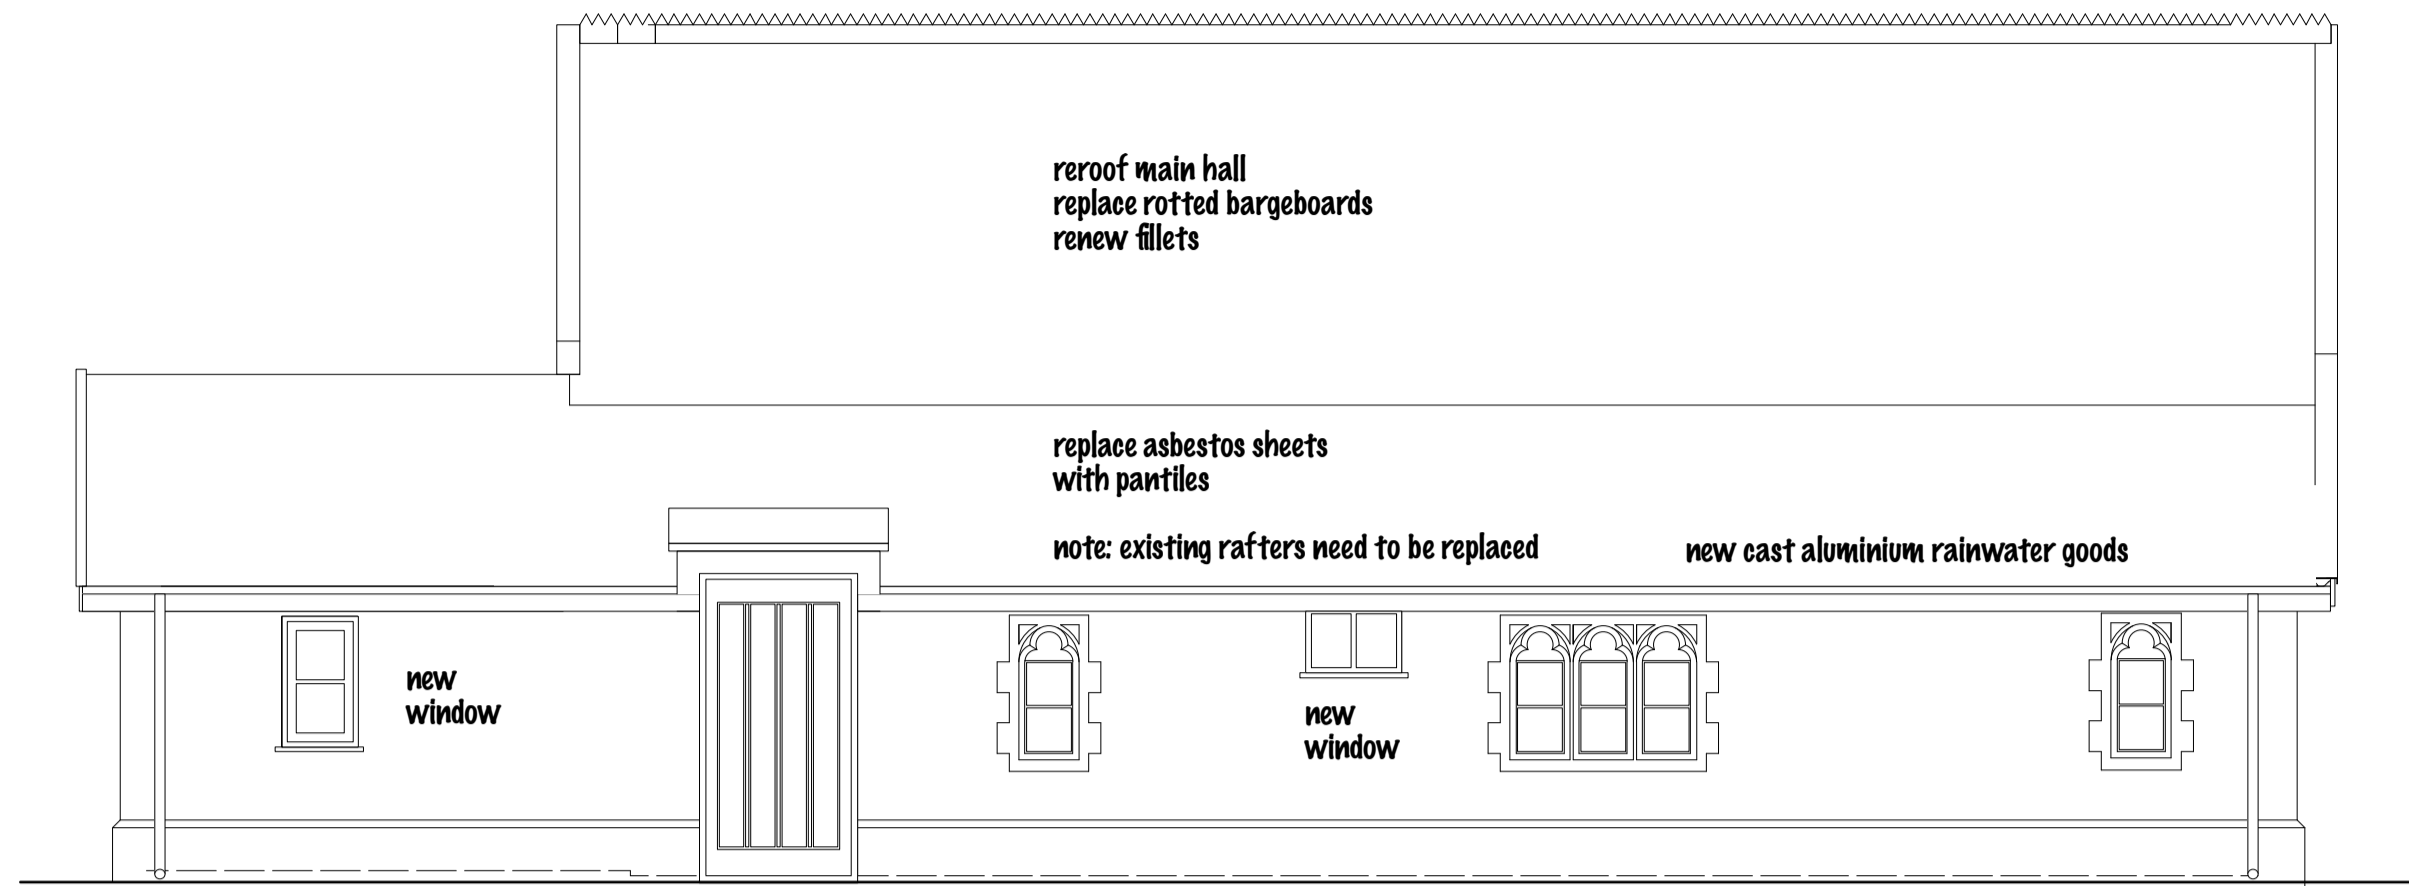 reroof main hall
replace rotted bargeboards
renew fillets
replace asbestos sheets
with pantiles
note: existing rafters need to be replaced
new cast aluminium rainwater goods
new
window
new
window